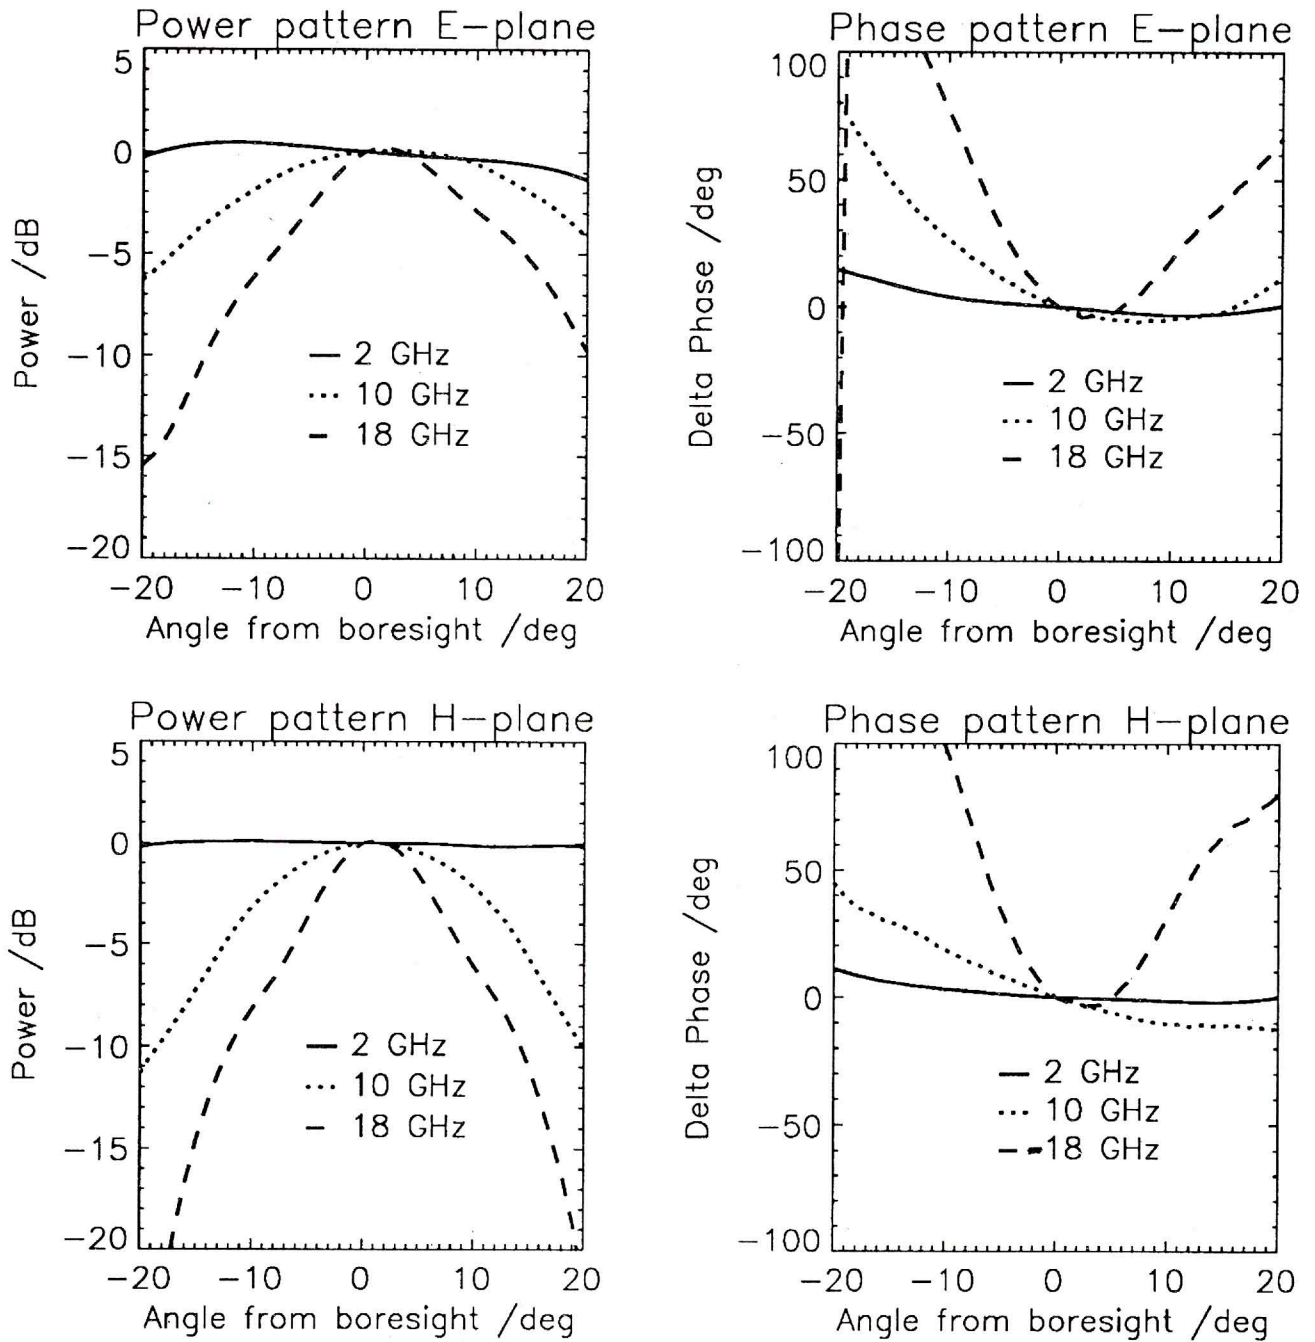 Power pattern E-plane
5
0
-5
-10
-15
-20
Power /dB
2 GHz
10 GHz
18 GHz
-20 -10 0 10 20
Angle from boresight /deg
Phase pattern E-plane
100
50
0
-50
-100
Delta Phase /deg
2 GHz
10 GHz
18 GHz
-20 -10 0 10 20
Angle from boresight /deg
Power pattern H-plane
5
0
-5
-10
-15
-20
Power /dB
2 GHz
10 GHz
18 GHz
-20 -10 0 10 20
Angle from boresight /deg
Phase pattern H-plane
100
50
0
-50
-100
Delta Phase /deg
2 GHz
10 GHz
18 GHz
-20 -10 0 10 20
Angle from boresight /deg